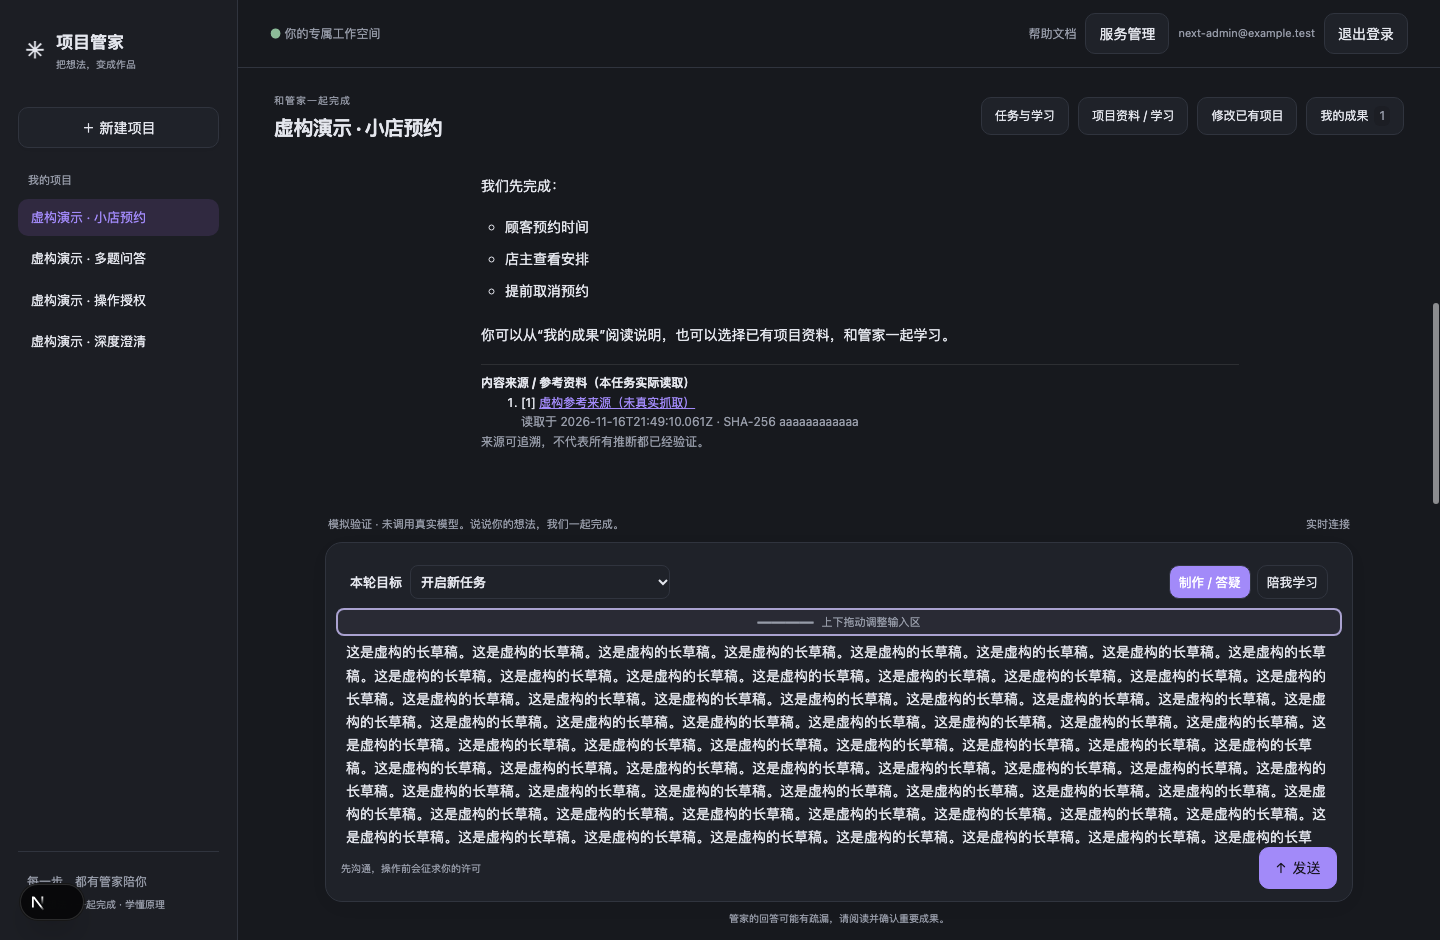 项目管家
把想法，变成作品
+ 新建项目
我的项目
虚构演示 · 小店预约
虚构演示 · 多题问答
虚构演示 · 操作授权
虚构演示 · 深度澄清
每一步，都有管家陪你
起完成 · 学懂原理
N
你的专属工作空间
帮助文档
服务管理
next-admin@example.test
退出登录
和管家一起完成
虚构演示 · 小店预约
任务与学习
项目资料 / 学习
修改已有项目
我的成果 1
我们先完成：
顾客预约时间
店主查看安排
提前取消预约
你可以从“我的成果”阅读说明，也可以选择已有项目资料，和管家一起学习。
内容来源 / 参考资料（本任务实际读取）
1. [1] 虚构参考来源（未真实抓取）
读取于 2026-11-16T21:49:10.061Z · SHA-256 aaaaaaaaaaaa
来源可追溯，不代表所有推断都已经验证。
模拟验证 · 未调用真实模型。说说你的想法，我们一起完成。
实时连接
本轮目标
开启新任务
制作 / 答疑
陪我学习
上下拖动调整输入区
这是虚构的长草稿。这是虚构的长草稿。这是虚构的长草稿。这是虚构的长草稿。这是虚构的长草稿。这是虚构的长草稿。这是虚构的长草稿。这是虚构的长草
稿。这是虚构的长草稿。这是虚构的长草稿。这是虚构的长草稿。这是虚构的长草稿。这是虚构的长草稿。这是虚构的长草稿。这是虚构的长草稿。这是虚构的
长草稿。这是虚构的长草稿。这是虚构的长草稿。这是虚构的长草稿。这是虚构的长草稿。这是虚构的长草稿。这是虚构的长草稿。这是虚构的长草稿。这是虚
构的长草稿。这是虚构的长草稿。这是虚构的长草稿。这是虚构的长草稿。这是虚构的长草稿。这是虚构的长草稿。这是虚构的长草稿。这是虚构的长草稿。这
是虚构的长草稿。这是虚构的长草稿。这是虚构的长草稿。这是虚构的长草稿。这是虚构的长草稿。这是虚构的长草稿。这是虚构的长草稿。这是虚构的长草
稿。这是虚构的长草稿。这是虚构的长草稿。这是虚构的长草稿。这是虚构的长草稿。这是虚构的长草稿。这是虚构的长草稿。这是虚构的长草稿。这是虚构的
长草稿。这是虚构的长草稿。这是虚构的长草稿。这是虚构的长草稿。这是虚构的长草稿。这是虚构的长草稿。这是虚构的长草稿。这是虚构的长草稿。这是虚
构的长草稿。这是虚构的长草稿。这是虚构的长草稿。这是虚构的长草稿。这是虚构的长草稿。这是虚构的长草稿。这是虚构的长草稿。这是虚构的长草稿。这
是虚构的长草稿。这是虚构的长草稿。这是虚构的长草稿。这是虚构的长草稿。这是虚构的长草稿。这是虚构的长草稿。这是虚构的长草稿。这是虚构的长草
先沟通，操作前会征求你的许可
↑ 发送
管家的回答可能有疏漏，请阅读并确认重要成果。